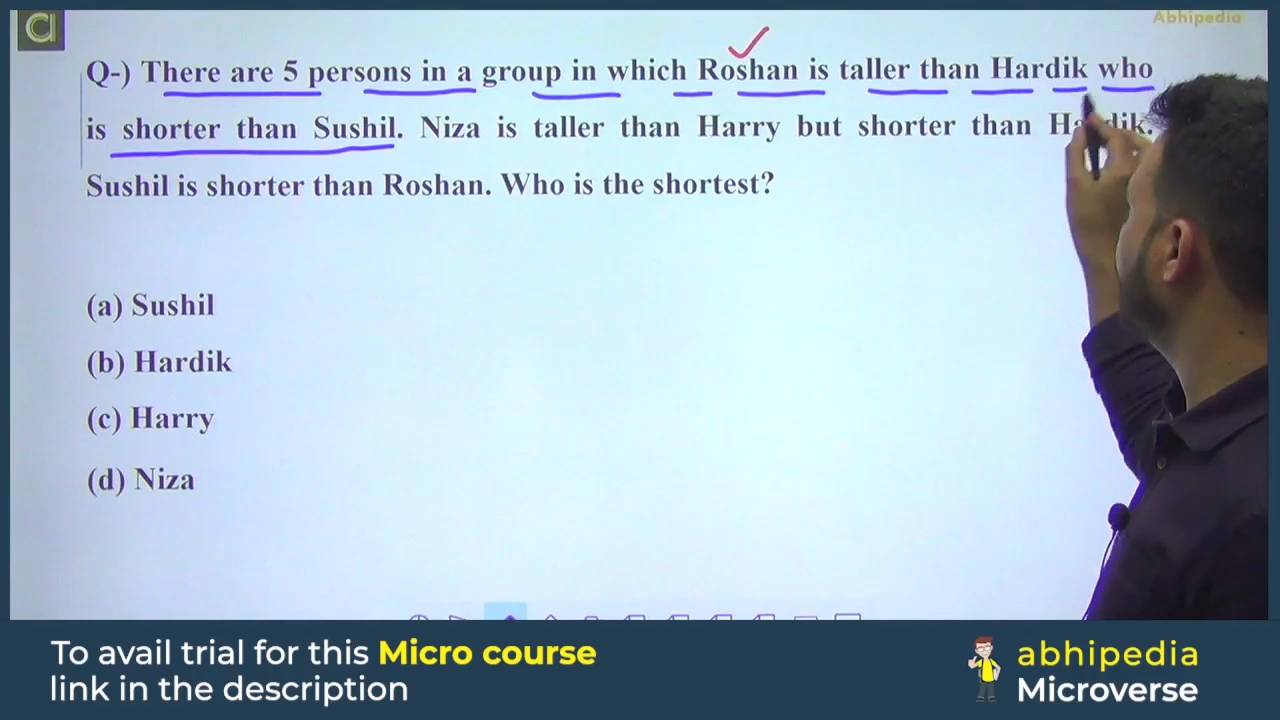 Abhipedia
Q-) There are 5 persons in a group in which Roshan is taller than Hardik who
is shorter than Sushil. Niza is taller than Harry but shorter than
Sushil is shorter than Roshan. Who is the shortest?
(a) Sushil
(b) Hardik
(c) Harry
(d) Niza
To avail trial for this Micro course
link in the description
abhipedia
Microverse